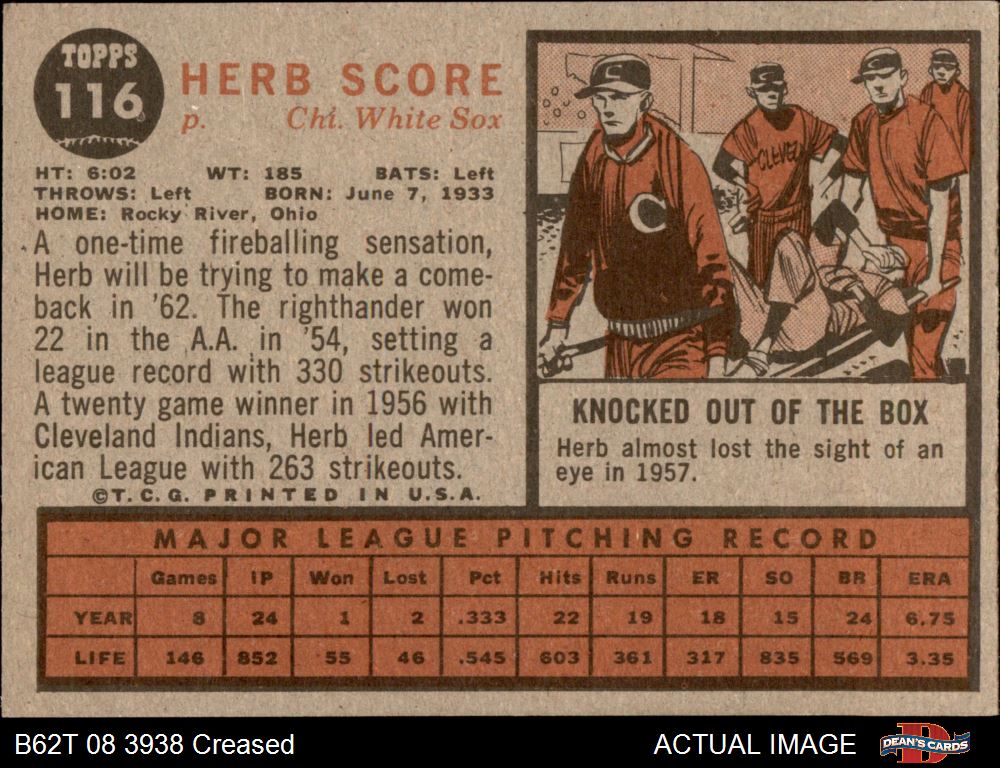 TOPPS
116
HERB SCORE
p. Chi. White Sox
HT: 6:02 WT: 185 BATS: Left
THROWS: Left BORN: June 7, 1933
HOME: Rocky River, Ohio
A one-time fireballing sensation,
Herb will be trying to make a come-
back in '62. The righthander won
22 in the A.A. in '54, setting a
league record with 330 strikeouts.
A twenty game winner in 1956 with
Cleveland Indians, Herb led Amer-
ican League with 263 strikeouts.
©T.C.G. PRINTED IN U.S.A.
C
C
C
CLEVE
KNOCKED OUT OF THE BOX
Herb almost lost the sight of an
eye in 1957.
MAJOR LEAGUE PITCHING RECORD
Games IP Won Lost Pct Hits Runs ER SO BB ERA
YEAR 8 24 1 2 .333 22 19 18 15 24 6.75
LIFE 146 852 55 46 .545 603 361 317 835 569 3.35
B62T 08 3938 Creased
ACTUAL IMAGE
D
DEAN'S CARDS